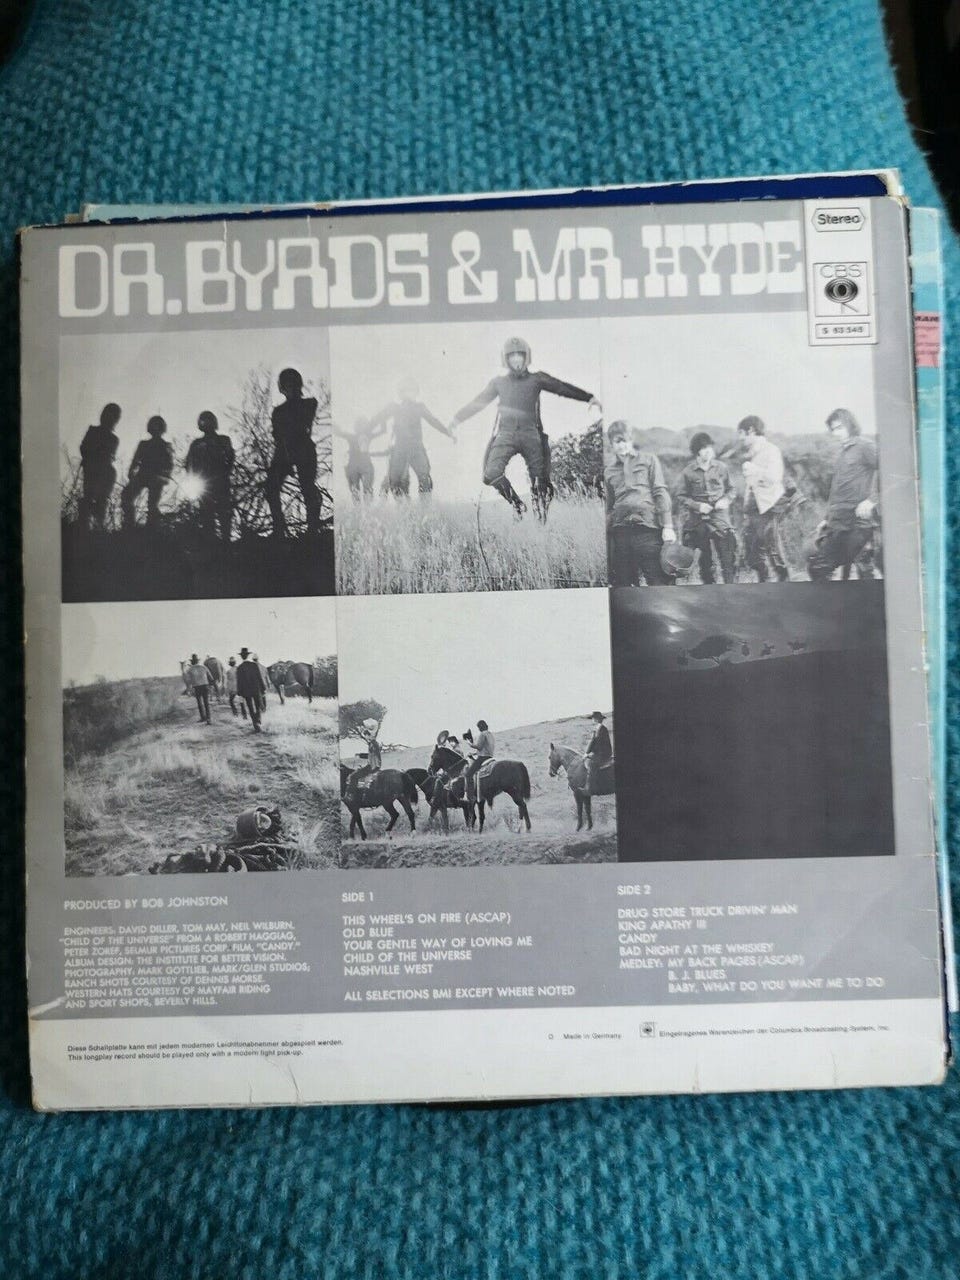 DR. BYRDS & MR. HYDE
Stereo
CBS
S 63545
PRODUCED BY BOB JOHNSTON
ENGINEERS: DAVID DILLER, TOM MAY, NEIL WILBURN.
"CHILD OF THE UNIVERSE" FROM A ROBERT HAGGIAG,
PETER ZOREF, SELMUR PICTURES CORP. FILM, "CANDY."
ALBUM DESIGN: THE INSTITUTE FOR BETTER VISION.
PHOTOGRAPHY: MARK GOTTLIEB, MARK/GLEN STUDIOS;
RANCH SHOTS COURTESY OF DENNIS MORSE.
WESTERN HATS COURTESY OF MAYFAIR RIDING
AND SPORT SHOPS, BEVERLY HILLS.
SIDE 1
THIS WHEEL'S ON FIRE (ASCAP)
OLD BLUE
YOUR GENTLE WAY OF LOVING ME
CHILD OF THE UNIVERSE
NASHVILLE WEST
ALL SELECTIONS BMI EXCEPT WHERE NOTED
SIDE 2
DRUG STORE TRUCK DRIVIN' MAN
KING APATHY III
CANDY
BAD NIGHT AT THE WHISKEY
MEDLEY: MY BACK PAGES (ASCAP)
B. J. BLUES
BABY, WHAT DO YOU WANT ME TO DO
Diese Schallplatte kann mit jedem modernen Leichttonabnehmer abgespielt werden.
This longplay record should be played only with a modern light pick-up.
D Made in Germany
Eingetragenes Warenzeichen der Columbia Broadcasting System, Inc.